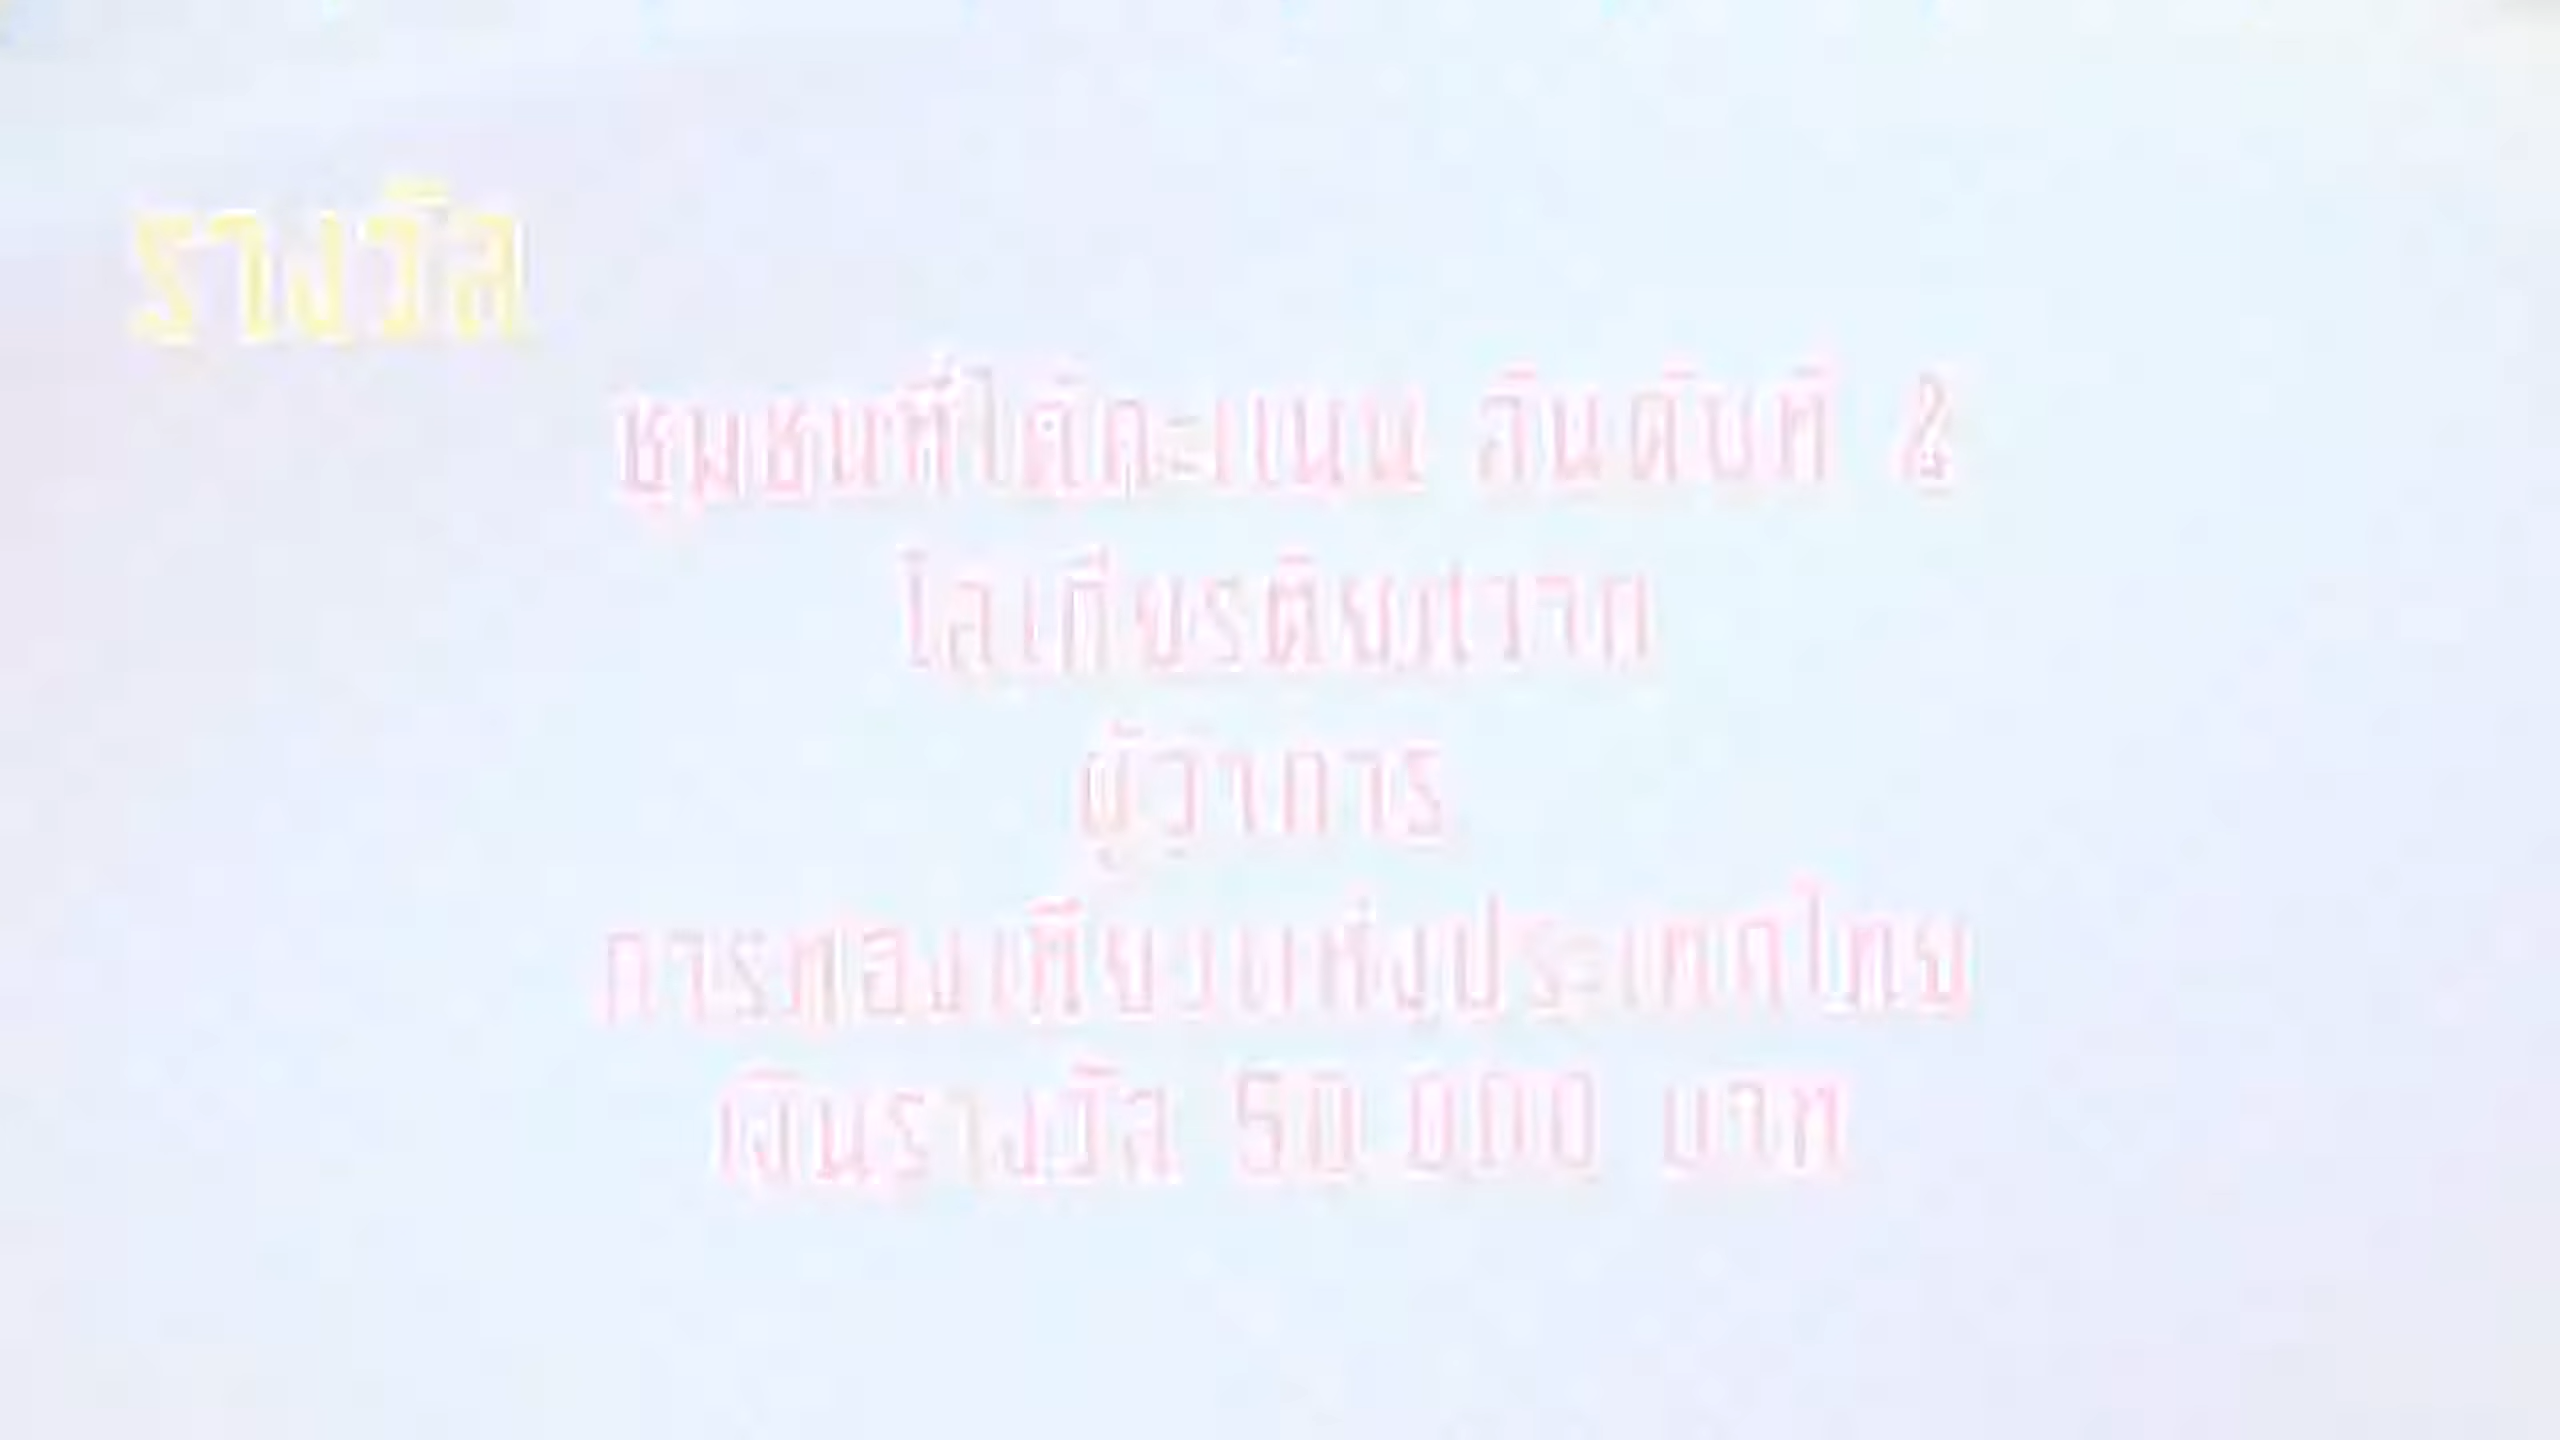 รางวัล
ชุมชนที่ได้คะแนน อันดับที่ 2
โล่เกียรติยศจาก
ผู้ว่าการ
การท่องเที่ยวแห่งประเทศไทย
เงินรางวัล 50,000 บาท